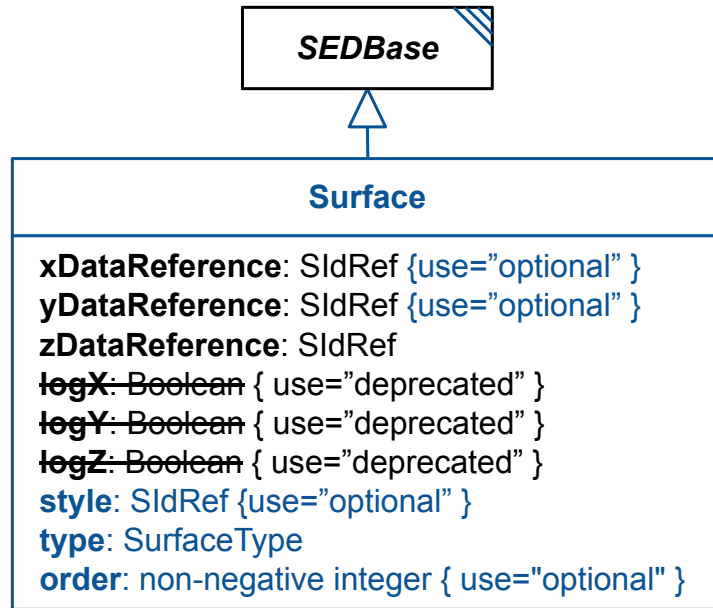 SEDBase
Surface
xDataReference: SIdRef {use=”optional” }
yDataReference: SIdRef {use=”optional” }
zDataReference: SIdRef
logX: Boolean { use=”deprecated” }
logY: Boolean { use=”deprecated” }
logZ: Boolean { use=”deprecated” }
style: SIdRef {use=”optional” }
type: SurfaceType
order: non-negative integer { use="optional" }